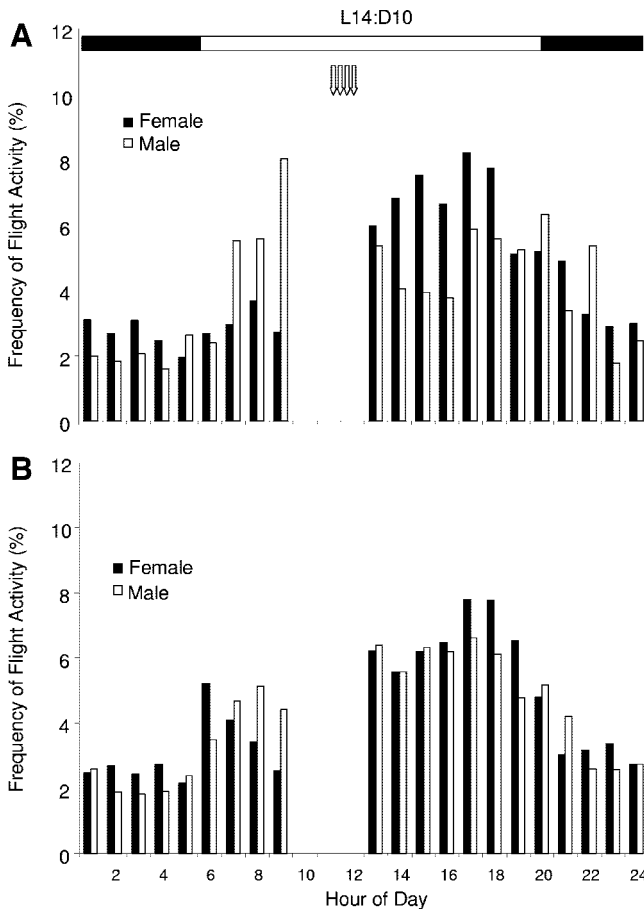 L14:D10
A
12
10
8
6
4
2
0
Frequency of Flight Activity (%)
Female
Male
B
12
10
8
6
4
2
0
Frequency of Flight Activity (%)
Female
Male
2 4 6 8 10 12 14 16 18 20 22 24
Hour of Day